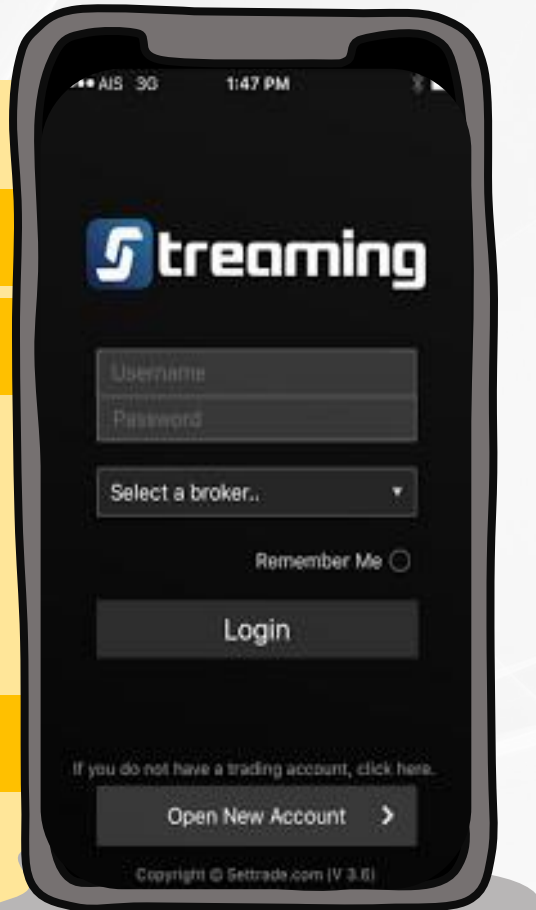 AIS 3G 1:47 PM
Streaming
Username
Password
Select a broker..
Remember Me
Login
If you do not have a trading account, click here.
Open New Account
Copyright © Settrade.com (V 3.6)